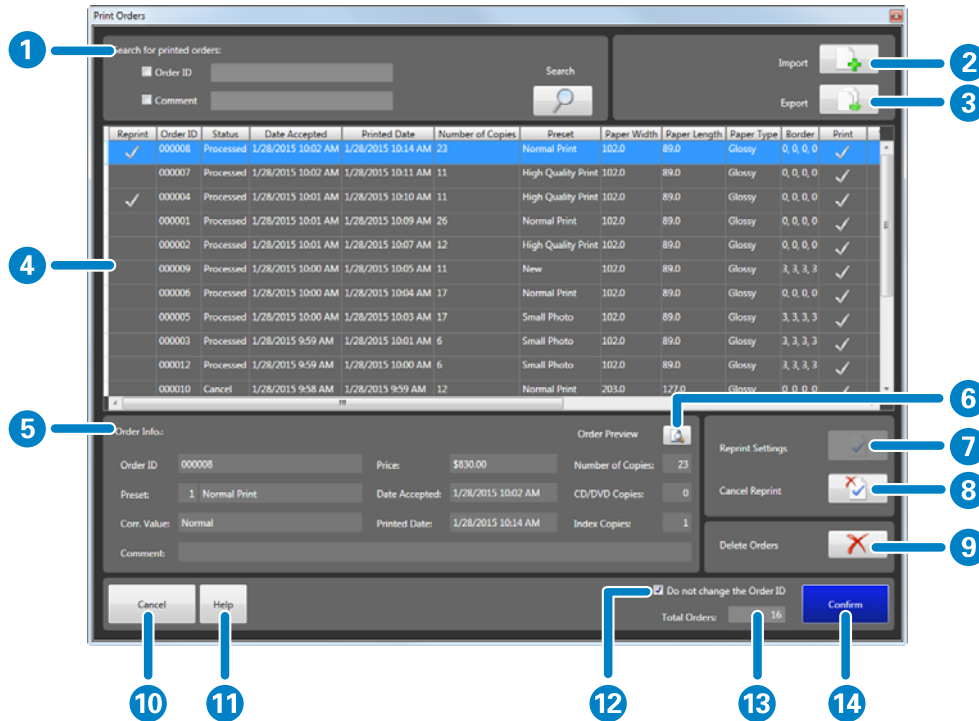 Print Orders
1
Search for printed orders:
Order ID
Comment
Search
Import
2
Export
3
Reprint Order ID Status Date Accepted Printed Date Number of Copies Preset Paper Width Paper Length Paper Type Border Print
000008 Processed 1/28/2015 10:02 AM 1/28/2015 10:14 AM 23 Normal Print 102.0 89.0 Glossy 0, 0, 0, 0
000007 Processed 1/28/2015 10:02 AM 1/28/2015 10:11 AM 11 High Quality Print 102.0 89.0 Glossy 0, 0, 0, 0
000004 Processed 1/28/2015 10:01 AM 1/28/2015 10:10 AM 11 High Quality Print 102.0 89.0 Glossy 0, 0, 0, 0
000001 Processed 1/28/2015 10:01 AM 1/28/2015 10:09 AM 26 Normal Print 102.0 89.0 Glossy 0, 0, 0, 0
000002 Processed 1/28/2015 10:01 AM 1/28/2015 10:07 AM 12 High Quality Print 102.0 89.0 Glossy 0, 0, 0, 0
4
000009 Processed 1/28/2015 10:00 AM 1/28/2015 10:05 AM 11 New 102.0 89.0 Glossy 3, 3, 3, 3
000006 Processed 1/28/2015 10:00 AM 1/28/2015 10:04 AM 17 Normal Print 102.0 89.0 Glossy 0, 0, 0, 0
000005 Processed 1/28/2015 10:00 AM 1/28/2015 10:03 AM 17 Small Photo 102.0 89.0 Glossy 3, 3, 3, 3
000003 Processed 1/28/2015 9:59 AM 1/28/2015 10:01 AM 6 Small Photo 102.0 89.0 Glossy 3, 3, 3, 3
000012 Processed 1/28/2015 9:59 AM 1/28/2015 10:00 AM 6 Small Photo 102.0 89.0 Glossy 3, 3, 3, 3
000010 Cancel 1/28/2015 9:58 AM 1/28/2015 9:59 AM 12 Normal Print 203.0 127.0 Glossy 0, 0, 0, 0
5
Order Info.:
Order Preview
6
Order ID 000008 Price: $830.00 Number of Copies: 23
Preset: 1 Normal Print Date Accepted: 1/28/2015 10:02 AM CD/DVD Copies: 0
Corr. Value: Normal Printed Date: 1/28/2015 10:14 AM Index Copies: 1
Comment:
Reprint Settings
7
Cancel Reprint
8
Delete Orders
9
Cancel
Help
Do not change the Order ID
Total Orders: 16
Confirm
10
11
12
13
14